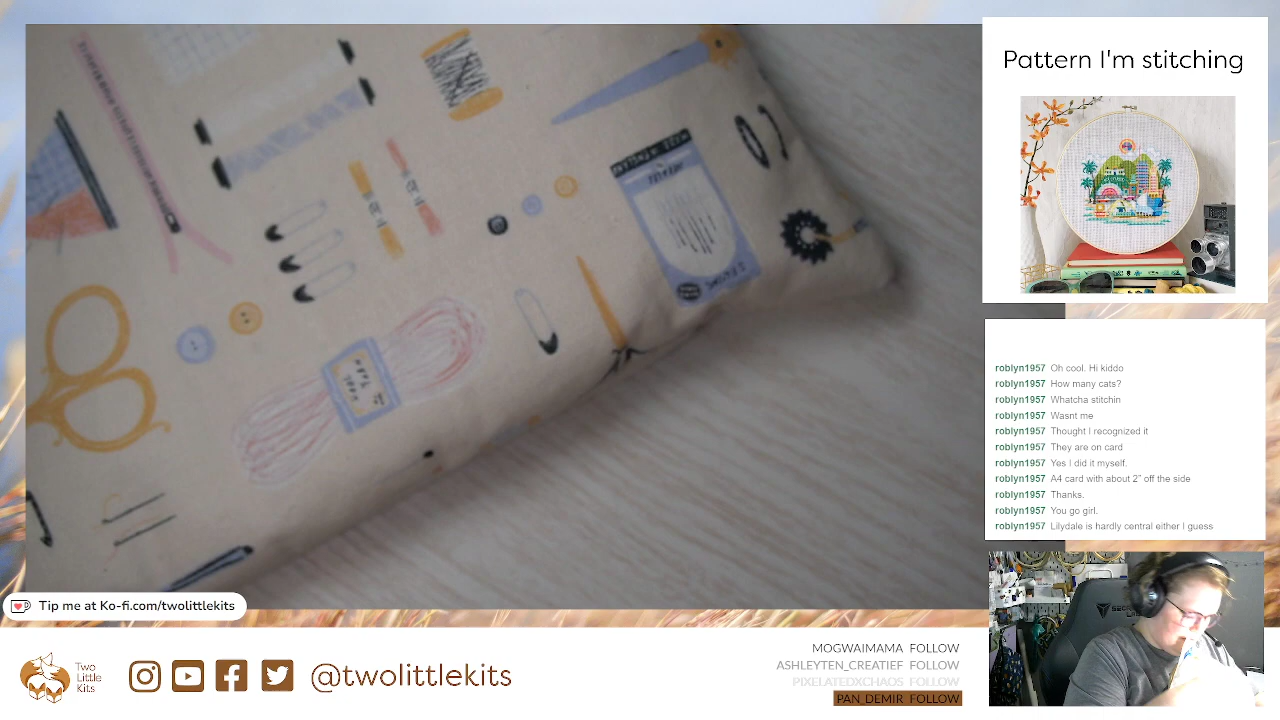 Pattern I'm stitching
roblyn1957 Oh cool. Hi kiddo
roblyn1957 How many cats?
roblyn1957 Whatcha stitchin
roblyn1957 Wasnt me
roblyn1957 Thought I recognized it
roblyn1957 They are on card
roblyn1957 Yes I did it myself.
roblyn1957 A4 card with about 2" off the side
roblyn1957 Thanks.
roblyn1957 You go girl.
roblyn1957 Lilydale is hardly central either I guess
Tip me at Ko-fi.com/twolittlekits
Two
Little
Kits
@twolittlekits
MOGWAIMAMA FOLLOW
ASHLEYTEN_CREATIEF FOLLOW
PIXELATEDXCHAOS FOLLOW
PAN_DEMIR FOLLOW